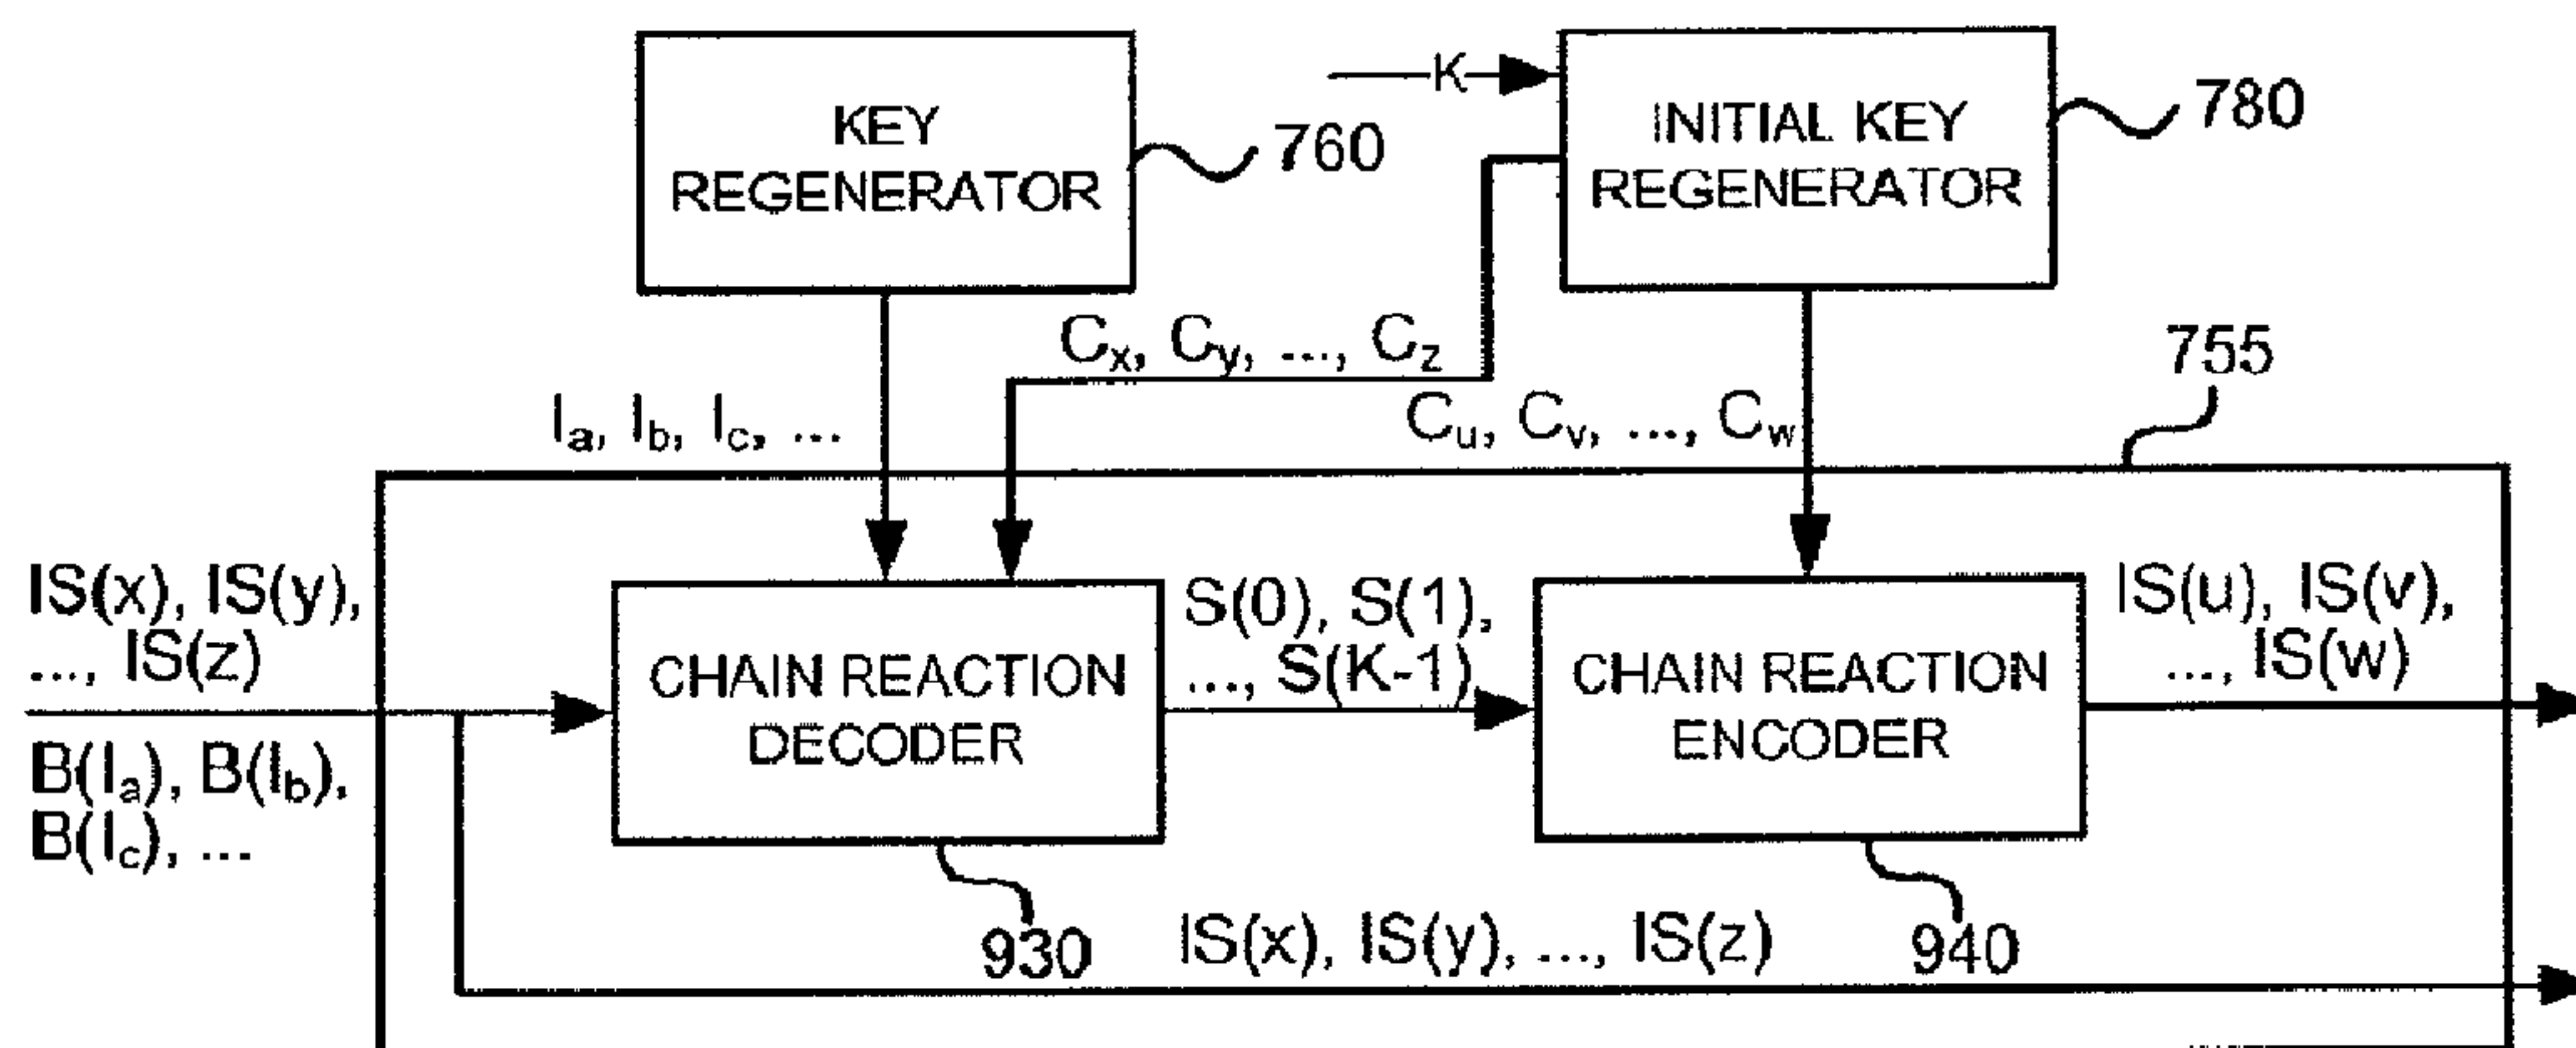 K
KEY
REGENERATOR
760
INITIAL KEY
REGENERATOR
780
Cx, Cy, ..., Cz
755
Ia, Ib, Ic, ...
Cu, Cv, ..., Cw
IS(x), IS(y),
..., IS(z)
B(Ia), B(Ib),
B(Ic), ...
CHAIN REACTION
DECODER
930
S(0), S(1),
..., S(K-1)
CHAIN REACTION
ENCODER
940
IS(u), IS(v),
..., IS(w)
IS(x), IS(y), ..., IS(z)